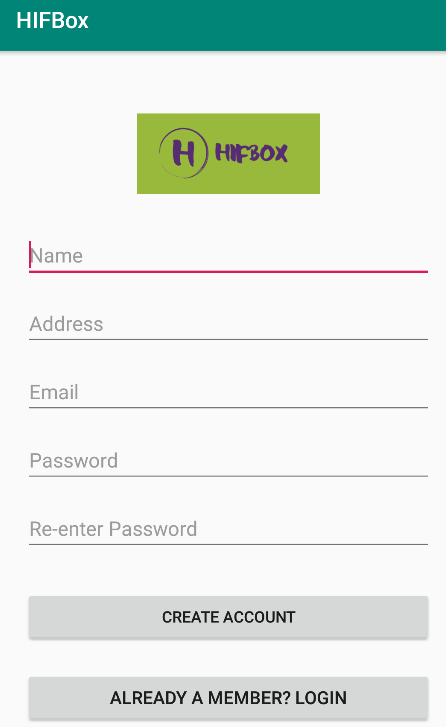 HIFBox
H HIFBOX
Name
Address
Email
Password
Re-enter Password
CREATE ACCOUNT
ALREADY A MEMBER? LOGIN